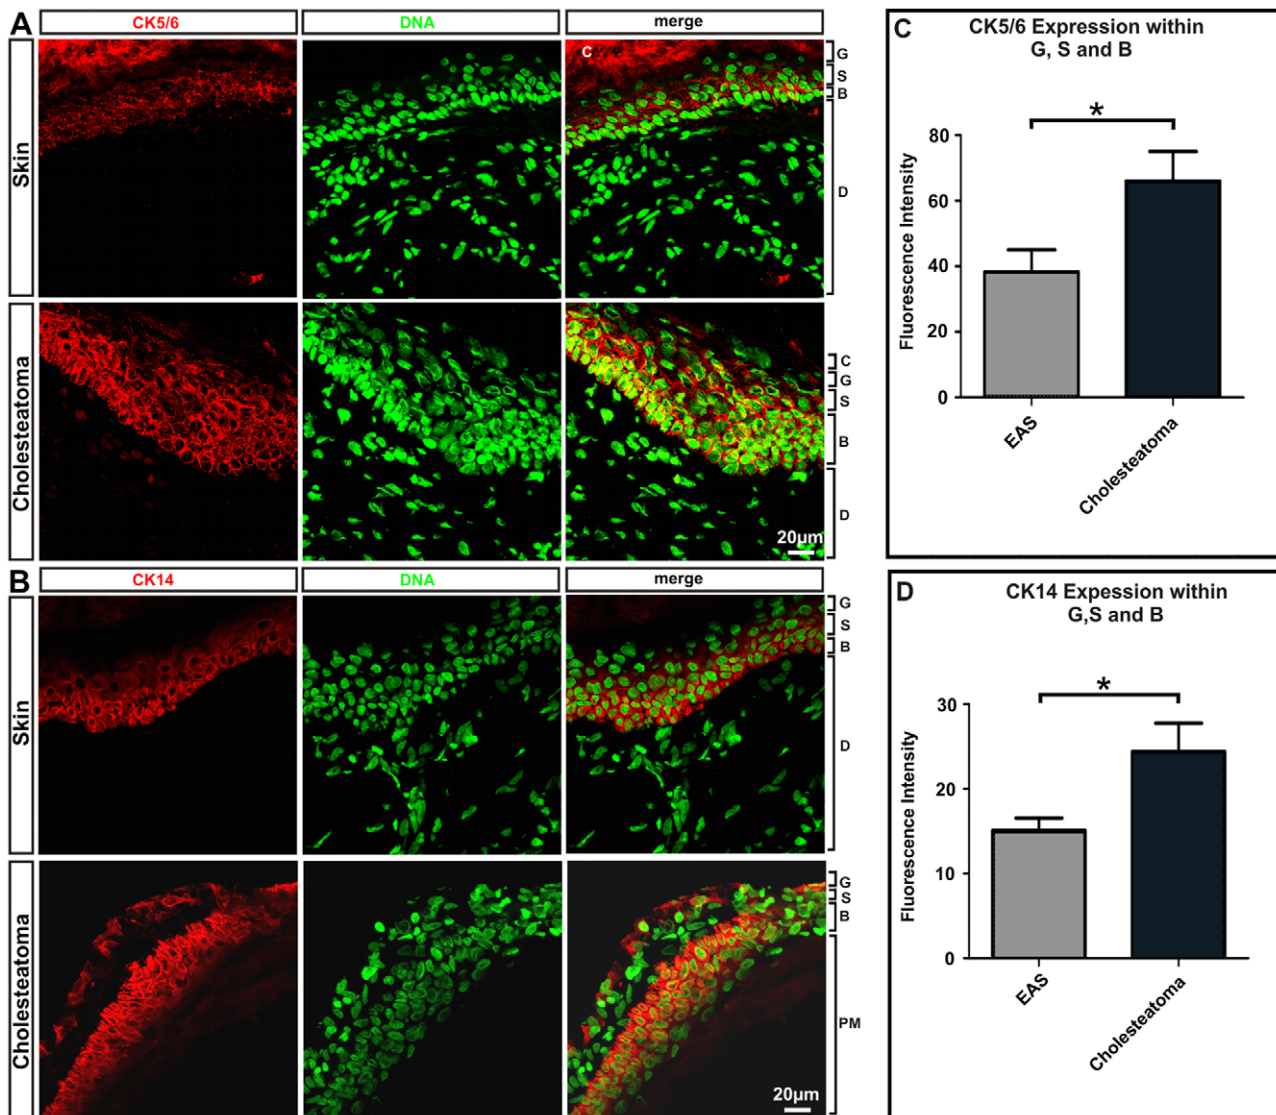 A
CK5/6
DNA
merge
Skin
C
G
S
B
D
Cholesteatoma
C
G
S
B
D
20µm
B
CK14
DNA
merge
Skin
G
S
B
D
Cholesteatoma
G
S
B
PM
20µm
C
CK5/6 Expression within
G, S and B
*
Fluorescence Intensity
80
60
40
20
0
EAS
Cholesteatoma
D
CK14 Expession within
G,S and B
*
Fluorescence Intensity
30
20
10
0
EAS
Cholesteatoma